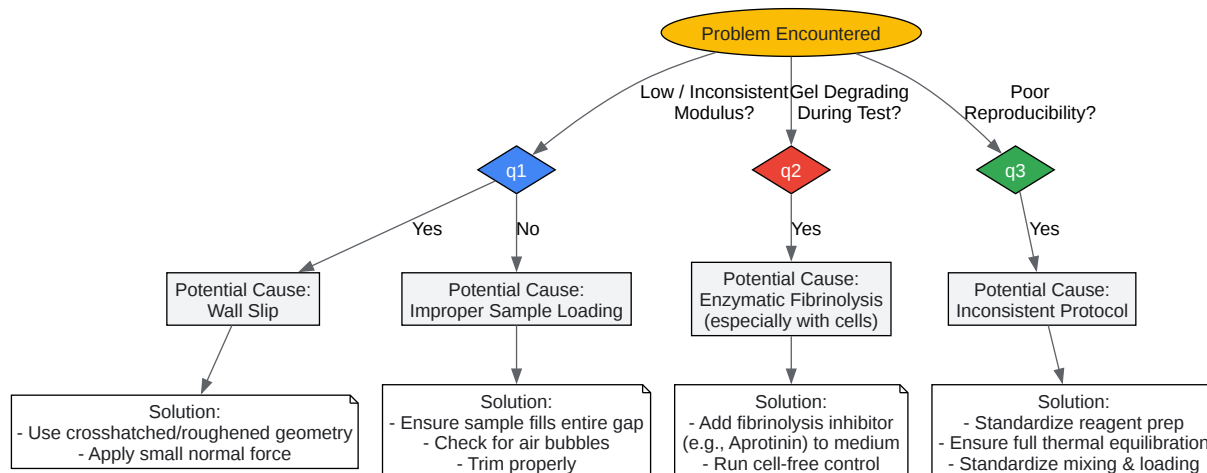 Problem Encountered
Low / Inconsistent
Modulus?
Gel Degrading
During Test?
Poor
Reproducibility?
q1
q2
q3
Yes
No
Yes
Yes
Potential Cause:
Wall Slip
Potential Cause:
Improper Sample Loading
Potential Cause:
Enzymatic Fibrinolysis
(especially with cells)
Potential Cause:
Inconsistent Protocol
Solution:
- Use crosshatched/roughened geometry
- Apply small normal force
Solution:
- Ensure sample fills entire gap
- Check for air bubbles
- Trim properly
Solution:
- Add fibrinolysis inhibitor
(e.g., Aprotinin) to medium
- Run cell-free control
Solution:
- Standardize reagent prep
- Ensure full thermal equilibration
- Standardize mixing & loading